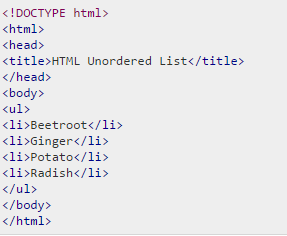 <!DOCTYPE html>
<html>
<head>
<title>HTML Unordered List</title>
</head>
<body>
<ul>
<li>Beetroot</li>
<li>Ginger</li>
<li>Potato</li>
<li>Radish</li>
</ul>
</body>
</html>